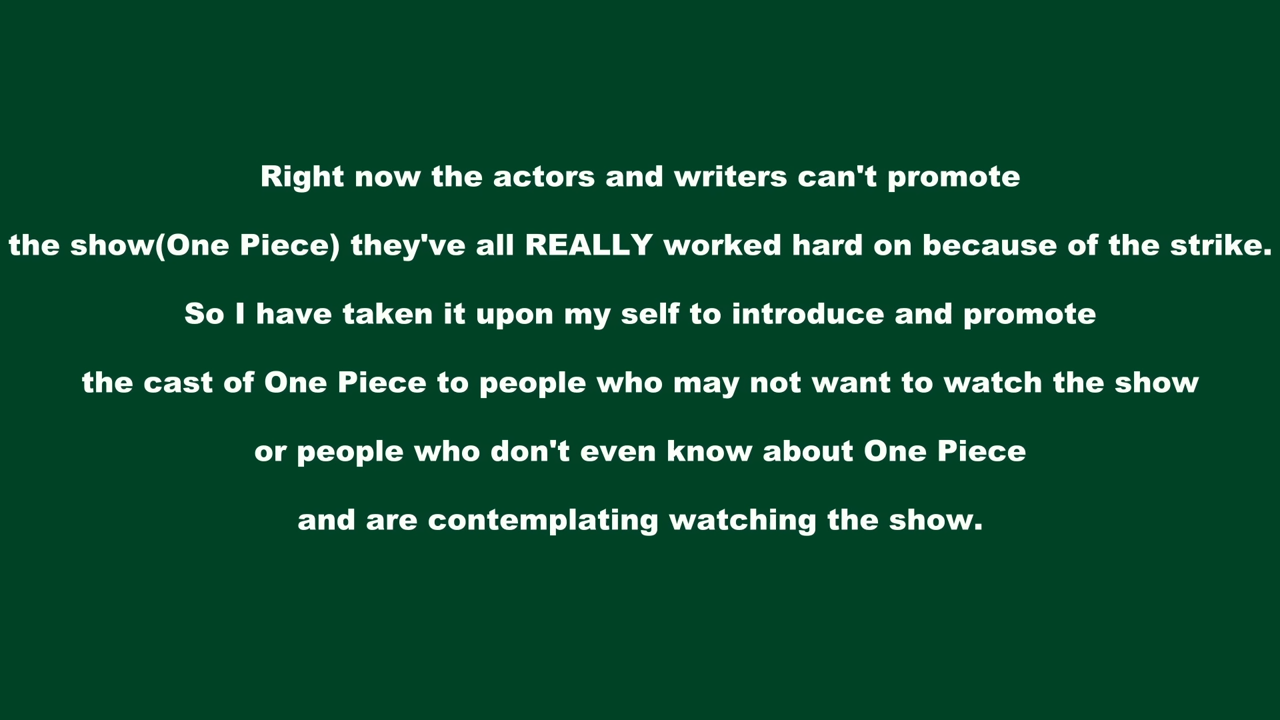 Right now the actors and writers can't promote
the show(One Piece) they've all REALLY worked hard on because of the strike.
So I have taken it upon my self to introduce and promote
the cast of One Piece to people who may not want to watch the show
or people who don't even know about One Piece
and are contemplating watching the show.